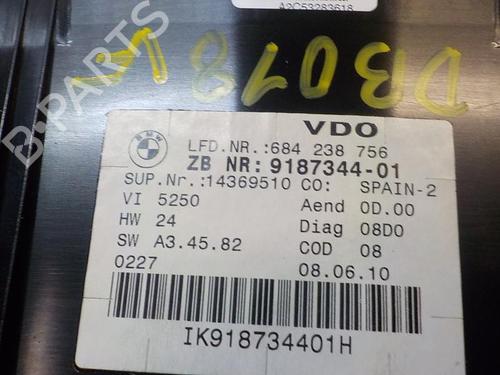 A2C53283618
DB078
B-PARTS
VDO
BMW
LFD.NR.:684 238 756
ZB NR: 9187344-01
SUP.Nr.:14369510 CO: SPAIN-2
VI 5250 Aend 0D.00
HW 24 Diag 08D0
SW A3.45.82 COD 08
0227 08.06.10
IK918734401H